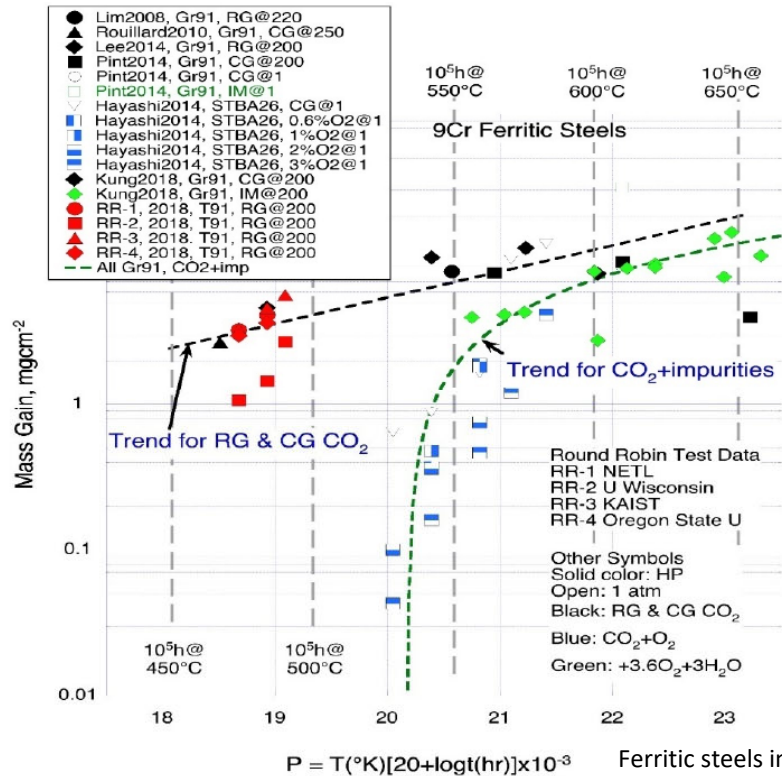 Lim2008, Gr91, RG@220
Rouillard2010, Gr91, CG@250
Lee2014, Gr91, RG@200
Pint2014, Gr91, CG@200
Pint2014, Gr91, CG@1
Pint2014, Gr91, IM@1
Hayashi2014, STBA26, CG@1
Hayashi2014, STBA26, 0.6%O2@1
Hayashi2014, STBA26, 1%O2@1
Hayashi2014, STBA26, 2%O2@1
Hayashi2014, STBA26, 3%O2@1
Kung2018, Gr91, CG@200
Kung2018, Gr91, IM@200
RR-1, 2018, T91, RG@200
RR-2, 2018, T91, RG@200
RR-3, 2018, T91, RG@200
RR-4, 2018, T91, RG@200
All Gr91, CO2+imp
10⁵h@
550°C
10⁵h@
600°C
10⁵h@
650°C
9Cr Ferritic Steels
Mass Gain, mgcm⁻²
1
0.1
0.01
Trend for RG & CG CO₂
Trend for CO₂+impurities
Round Robin Test Data
RR-1 NETL
RR-2 U Wisconsin
RR-3 KAIST
RR-4 Oregon State U
Other Symbols
Solid color: HP
Open: 1 atm
Black: RG & CG CO₂
Blue: CO₂+O₂
Green: +3.6O₂+3H₂O
10⁵h@
450°C
10⁵h@
500°C
18 19 20 21 22 23
P = T(°K)[20+logt(hr)]x10⁻³
Ferritic steels in